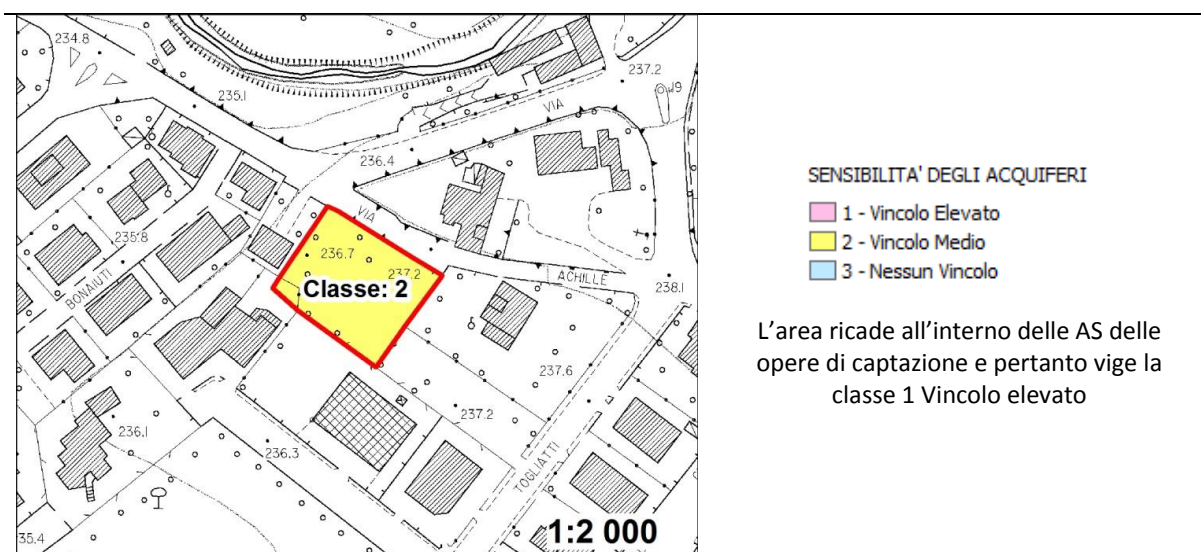 234.8
237.2
J9
235.1
VIA
236.4
235.8
VIA
236.7
237.2
ACHILLE
238.1
Classe: 2
BONAIUTI
237.6
237.2
236.1
236.3
TOGLIATTI
35.4
1:2 000
SENSIBILITA' DEGLI ACQUIFERI
1 - Vincolo Elevato
2 - Vincolo Medio
3 - Nessun Vincolo
L’area ricade all’interno delle AS delle
opere di captazione e pertanto vige la
classe 1 Vincolo elevato